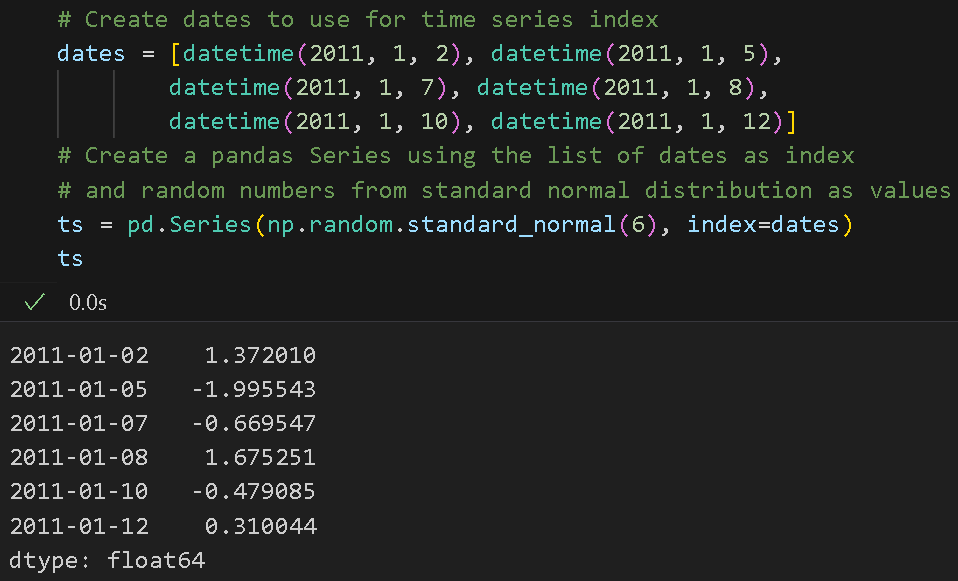 # Create dates to use for time series index
dates = [datetime(2011, 1, 2), datetime(2011, 1, 5),
        datetime(2011, 1, 7), datetime(2011, 1, 8),
        datetime(2011, 1, 10), datetime(2011, 1, 12)]
# Create a pandas Series using the list of dates as index
# and random numbers from standard normal distribution as values
ts = pd.Series(np.random.standard_normal(6), index=dates)
ts
0.0s
2011-01-02    1.372010
2011-01-05   -1.995543
2011-01-07   -0.669547
2011-01-08    1.675251
2011-01-10   -0.479085
2011-01-12    0.310044
dtype: float64